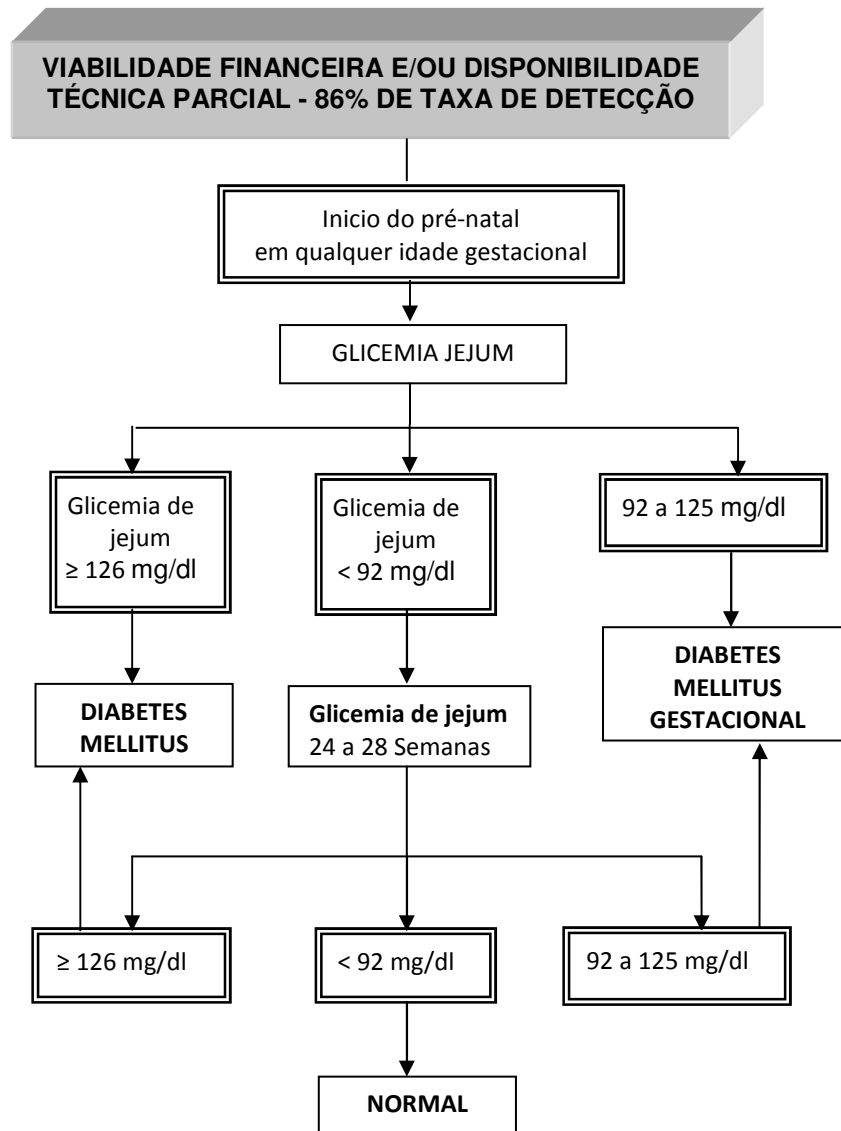 VIABILIDADE FINANCEIRA E/OU DISPONIBILIDADE
TÉCNICA PARCIAL - 86% DE TAXA DE DETECÇÃO
Inicio do pré-natal
em qualquer idade gestacional
GLICEMIA JEJUM
Glicemia de
jejum
≥ 126 mg/dl
Glicemia de
jejum
< 92 mg/dl
92 a 125 mg/dl
DIABETES
MELLITUS
Glicemia de jejum
24 a 28 Semanas
DIABETES
MELLITUS
GESTACIONAL
≥ 126 mg/dl
< 92 mg/dl
92 a 125 mg/dl
NORMAL